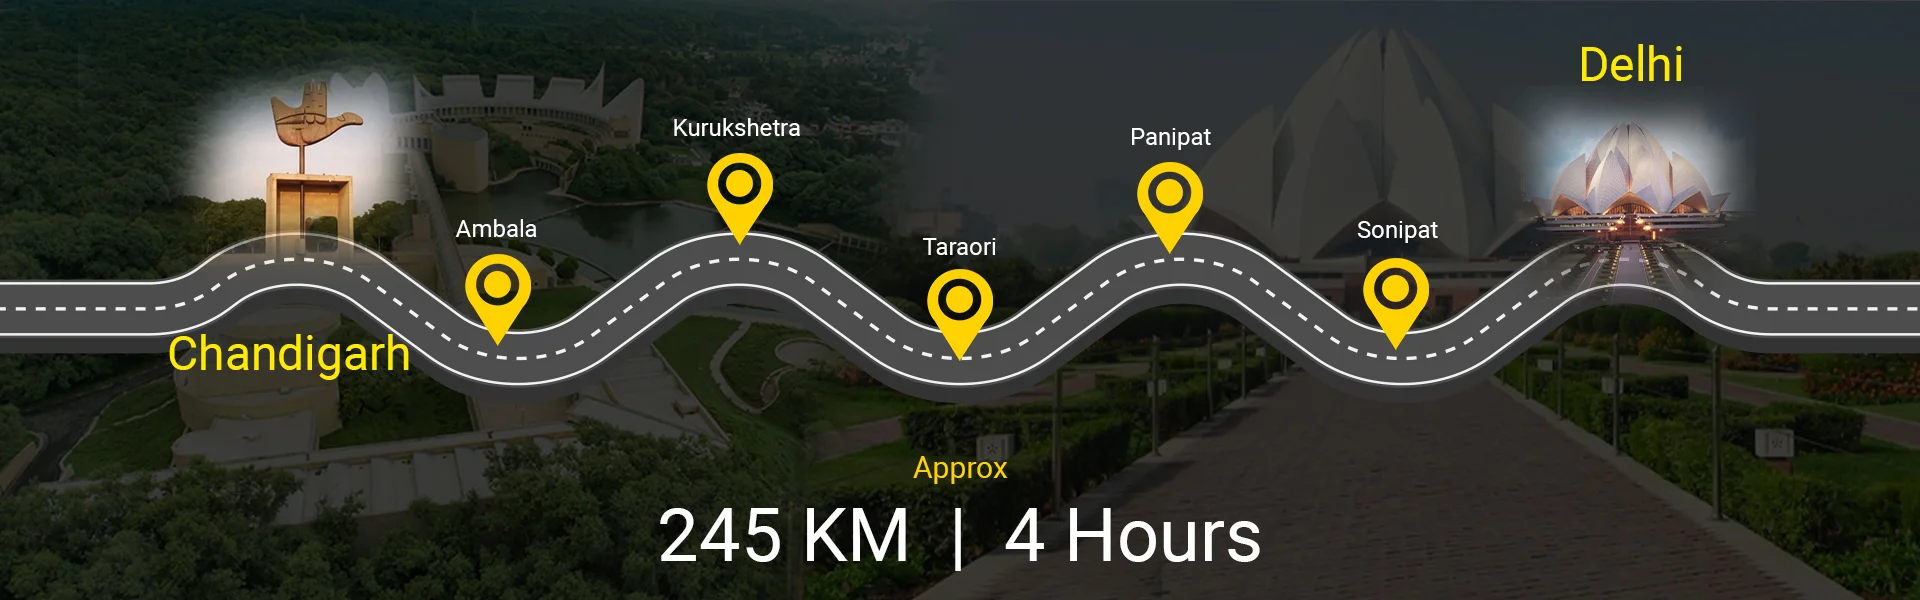 Delhi
Kurukshetra
Panipat
Ambala
Sonipat
Taraori
Chandigarh
Approx
245 KM | 4 Hours